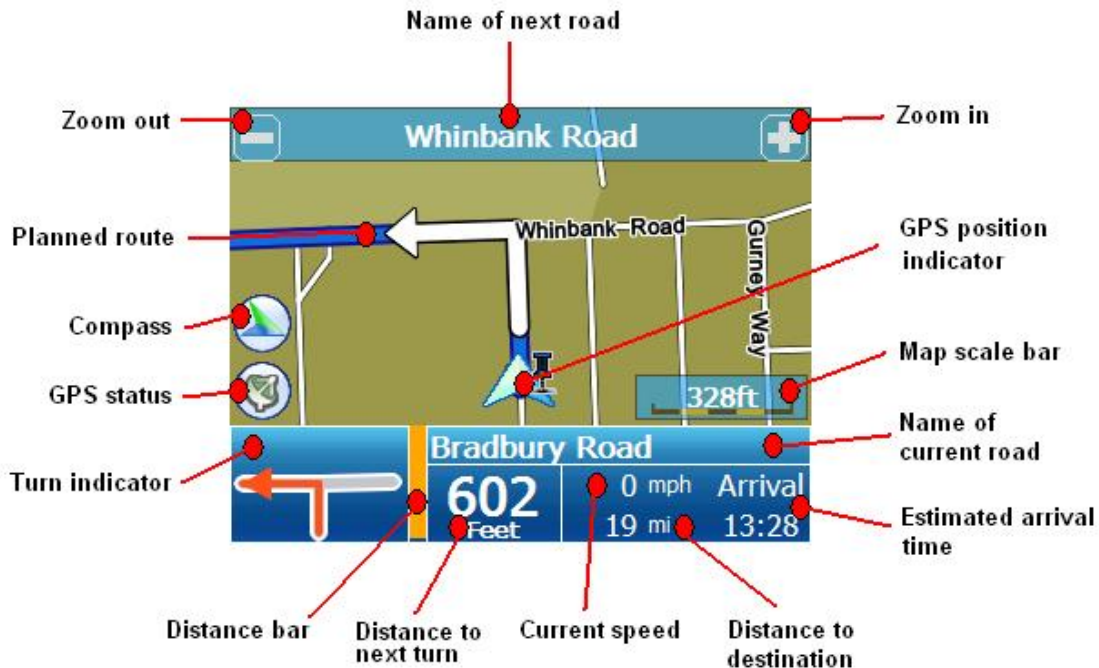 Name of next road
Zoom out
Whinbank Road
Zoom in
Planned route
Whinbank Road
Gurney Way
GPS position
indicator
Compass
328ft
Map scale bar
GPS status
Bradbury Road
Name of
current road
Turn indicator
602
Feet
0 mph
Arrival
19 mi
13:28
Estimated arrival
time
Distance bar
Distance to
next turn
Current speed
Distance to
destination